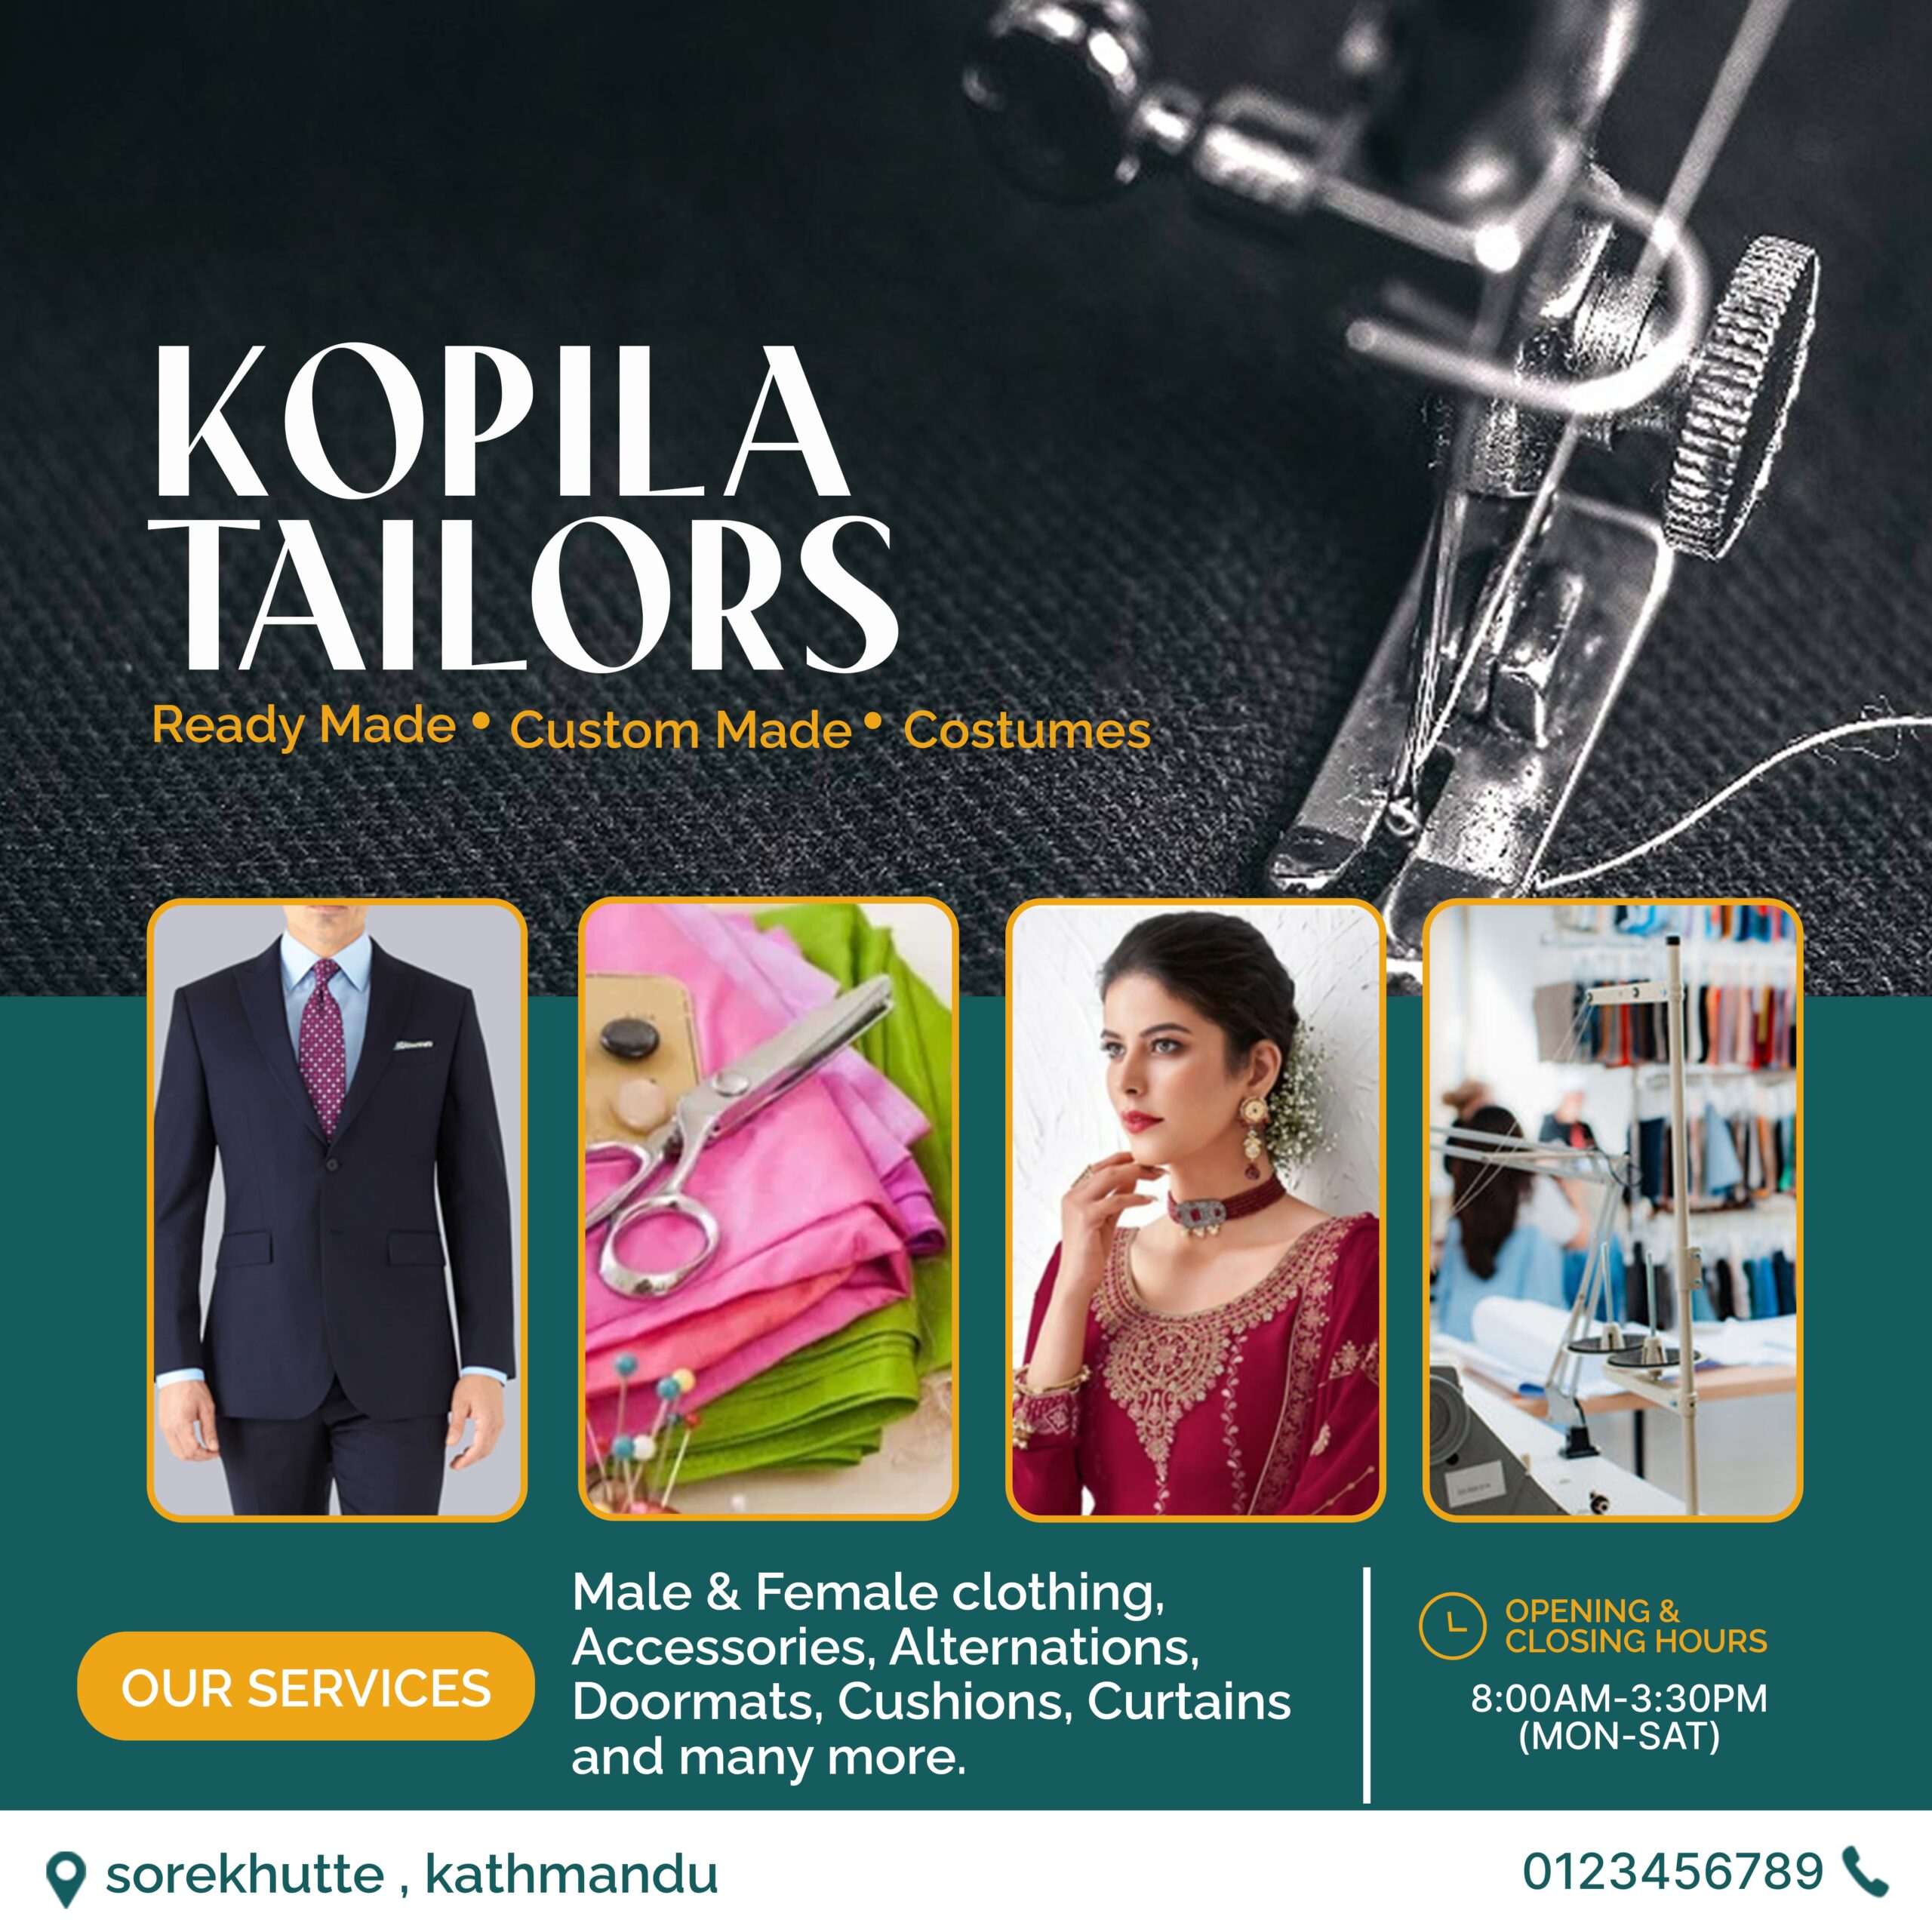 KOPILA
TAILORS
Ready Made • Custom Made • Costumes
OUR SERVICES
Male & Female clothing,
Accessories, Alternations,
Doormats, Cushions, Curtains
and many more.
OPENING &
CLOSING HOURS
8:00AM-3:30PM
(MON-SAT)
sorekhutte , kathmandu
0123456789